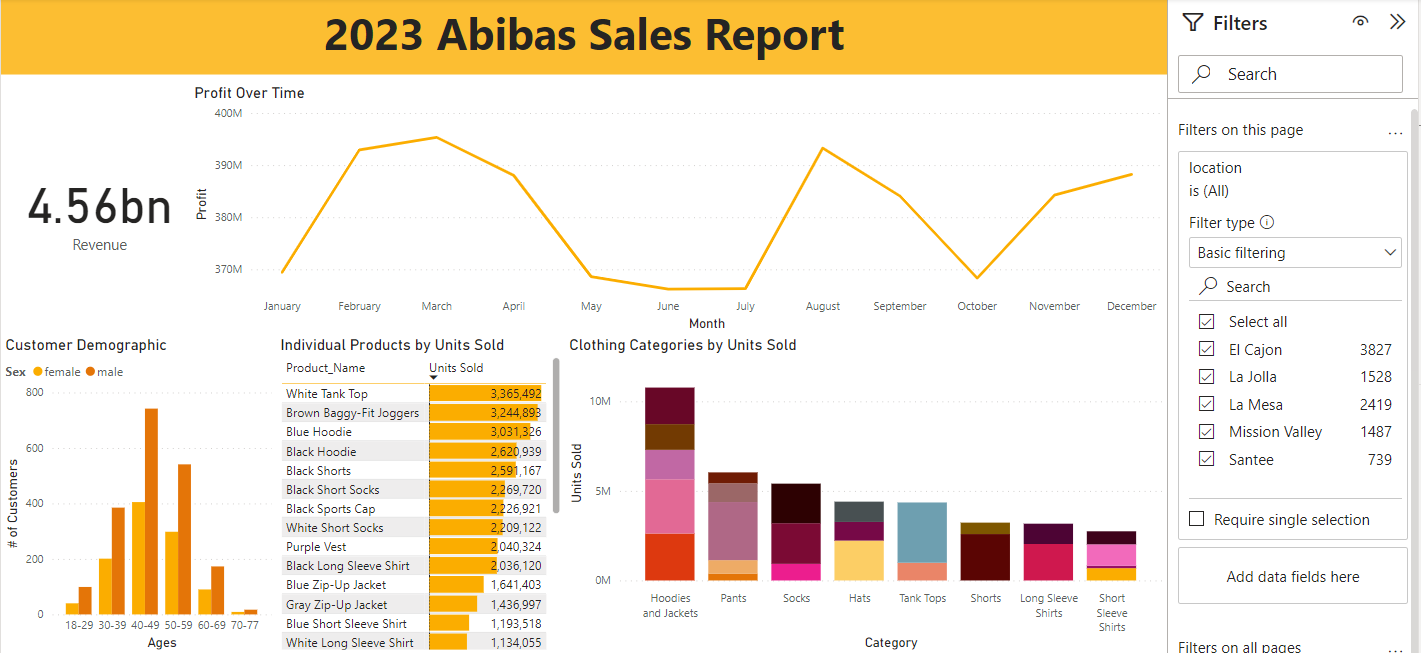 2023 Abibas Sales Report
4.56bn
Revenue
Profit Over Time
Profit
400M
390M
380M
370M
January February March April May June July August September October November December
Month
Customer Demographic
Sex female male
# of Customers
800
600
400
200
0
18-29 30-39 40-49 50-59 60-69 70-77
Ages
Individual Products by Units Sold
Product_Name Units Sold
White Tank Top 3,365,492
Brown Baggy-Fit Joggers 3,244,893
Blue Hoodie 3,031,326
Black Hoodie 2,620,939
Black Shorts 2,591,167
Black Short Socks 2,269,720
Black Sports Cap 2,226,921
White Short Socks 2,209,122
Purple Vest 2,040,324
Black Long Sleeve Shirt 2,036,120
Blue Zip-Up Jacket 1,641,403
Gray Zip-Up Jacket 1,436,997
Blue Short Sleeve Shirt 1,193,518
White Long Sleeve Shirt 1,134,055
Clothing Categories by Units Sold
Units Sold
10M
5M
0M
Hoodies and Jackets Pants Socks Hats Tank Tops Shorts Long Sleeve Shirts Short Sleeve Shirts
Category
Filters
Search
Filters on this page
...
location
is (All)
Filter type
Basic filtering
Search
Select all
El Cajon 3827
La Jolla 1528
La Mesa 2419
Mission Valley 1487
Santee 739
Require single selection
Add data fields here
Filters on all pages
...